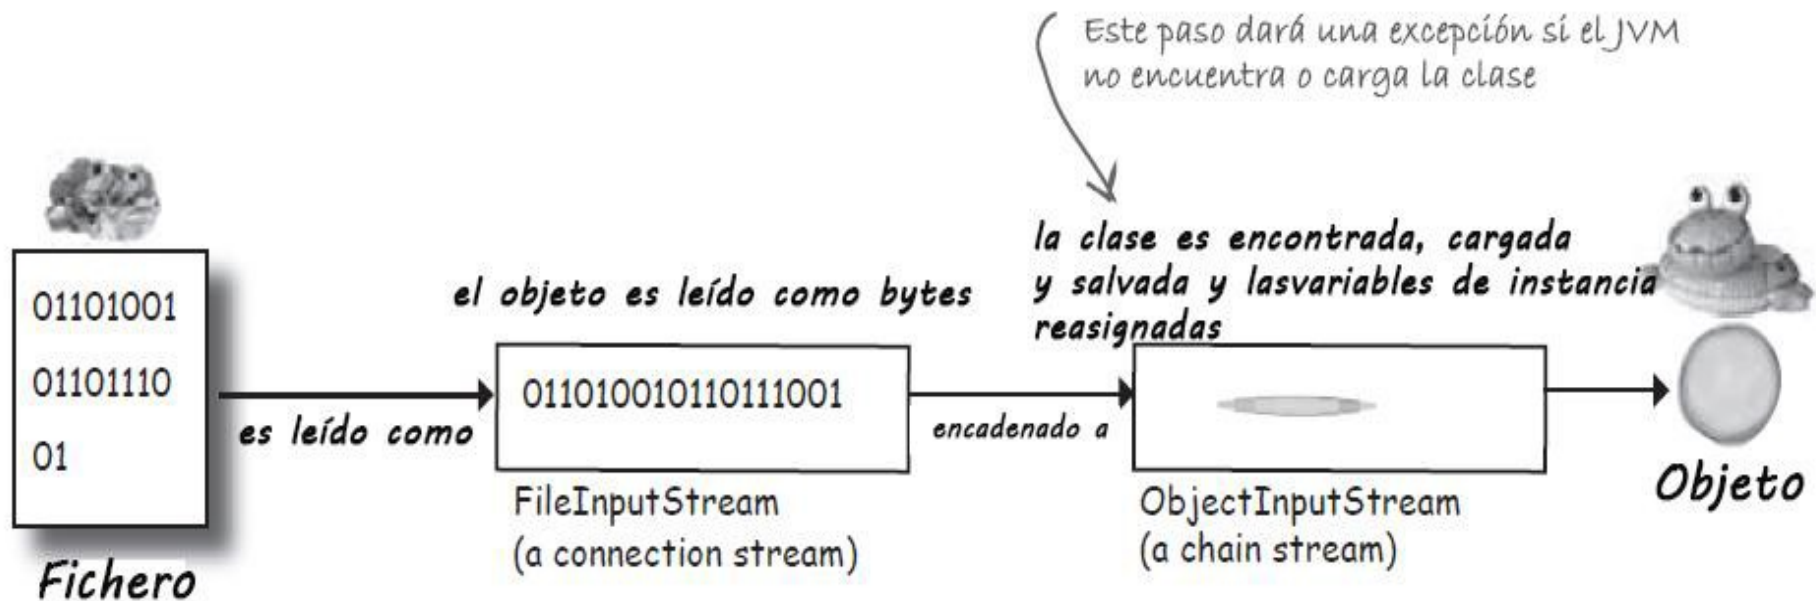 Este paso dará una excepción si el JVM
no encuentra o carga la clase
la clase es encontrada, cargada
y salvada y lasvariables de instancia
reasignadas
el objeto es leído como bytes
01101001
01101110
01
es leído como
011010010110111001
encadenado a
FileInputStream
(a connection stream)
ObjectInputStream
(a chain stream)
Objeto
Fichero